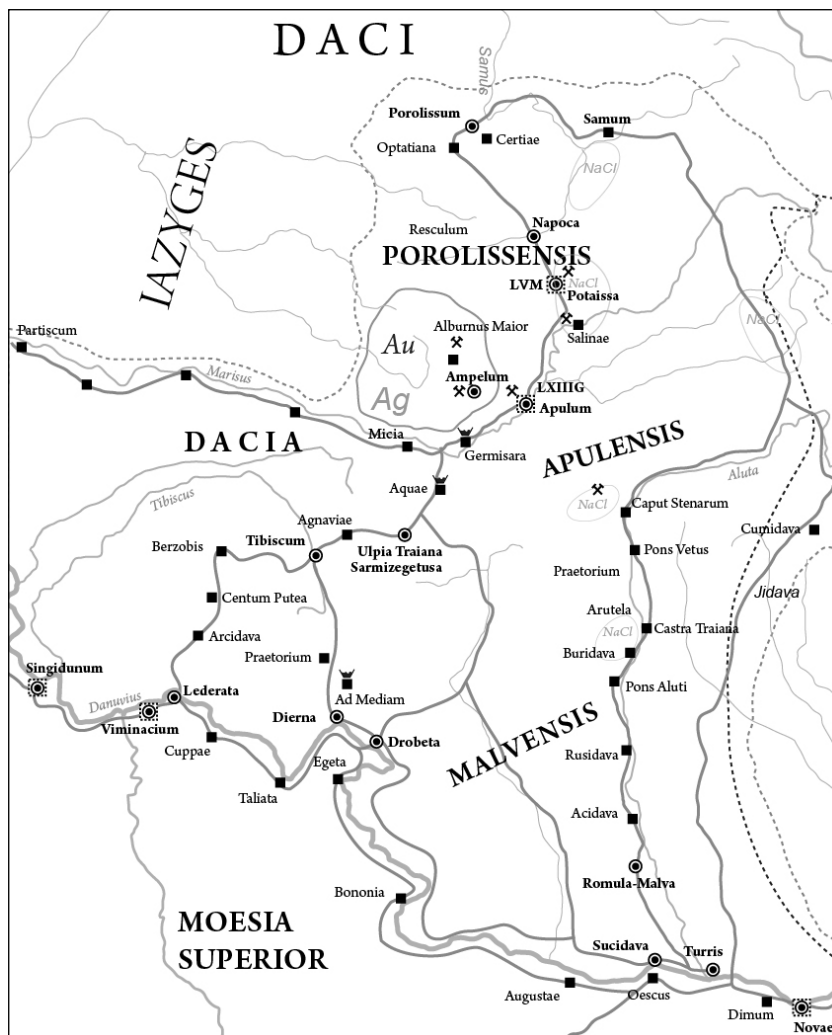 DACI
Samus
Porolissum
Samum
Certiae
Optatiana
NaCl
IAZYGES
Resculum
Napoca
POROLISSENSIS
LVM
NaCl
Potaissa
Partiscum
Alburnus Maior
Salinae
NaCl
Au
Marisus
Ampelum
LXIIIG
Ag
Apulum
DACIA
Micia
Germisara
APULENSIS
Aluta
Aquae
NaCl
Caput Stenarum
Tibiscus
Agnaviae
Cumidava
Tibiscum
Ulpia Traiana
Sarmizegetusa
Berzobis
Pons Vetus
Praetorium
Centum Putea
Jidava
Arutela
Arcidava
NaCl
Castra Traiana
Praetorium
Buridava
Singidunum
Pons Aluti
Danuvius
Lederata
Ad Mediam
Viminacium
Dierna
MALVENSIS
Cuppae
Drobeta
Egeta
Rusidava
Taliata
Acidava
Romula-Malva
Bononia
MOESIA
SUPERIOR
Sucidava
Turris
Augustae
Oescus
Dimum
Novae